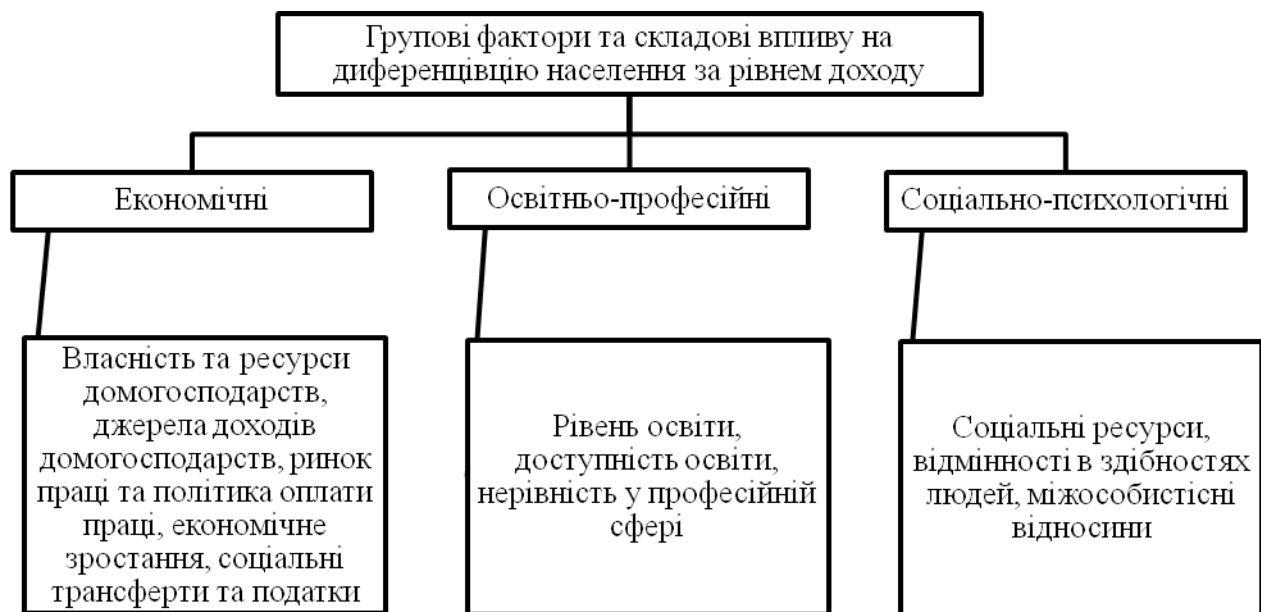 Групові фактори та складові впливу на
диференцівцію населення за рівнем доходу
Економічні
Освітньо-професійні
Соціально-психологічні
Власність та ресурси
домогосподарств,
джерела доходів
домогосподарств, ринок
праці та політика оплати
праці, економічне
зростання, соціальні
трансферти та податки
Рівень освіти,
доступність освіти,
нерівність у професійній
сфері
Соціальні ресурси,
відмінності в здібностях
людей, міжособистісні
відносини